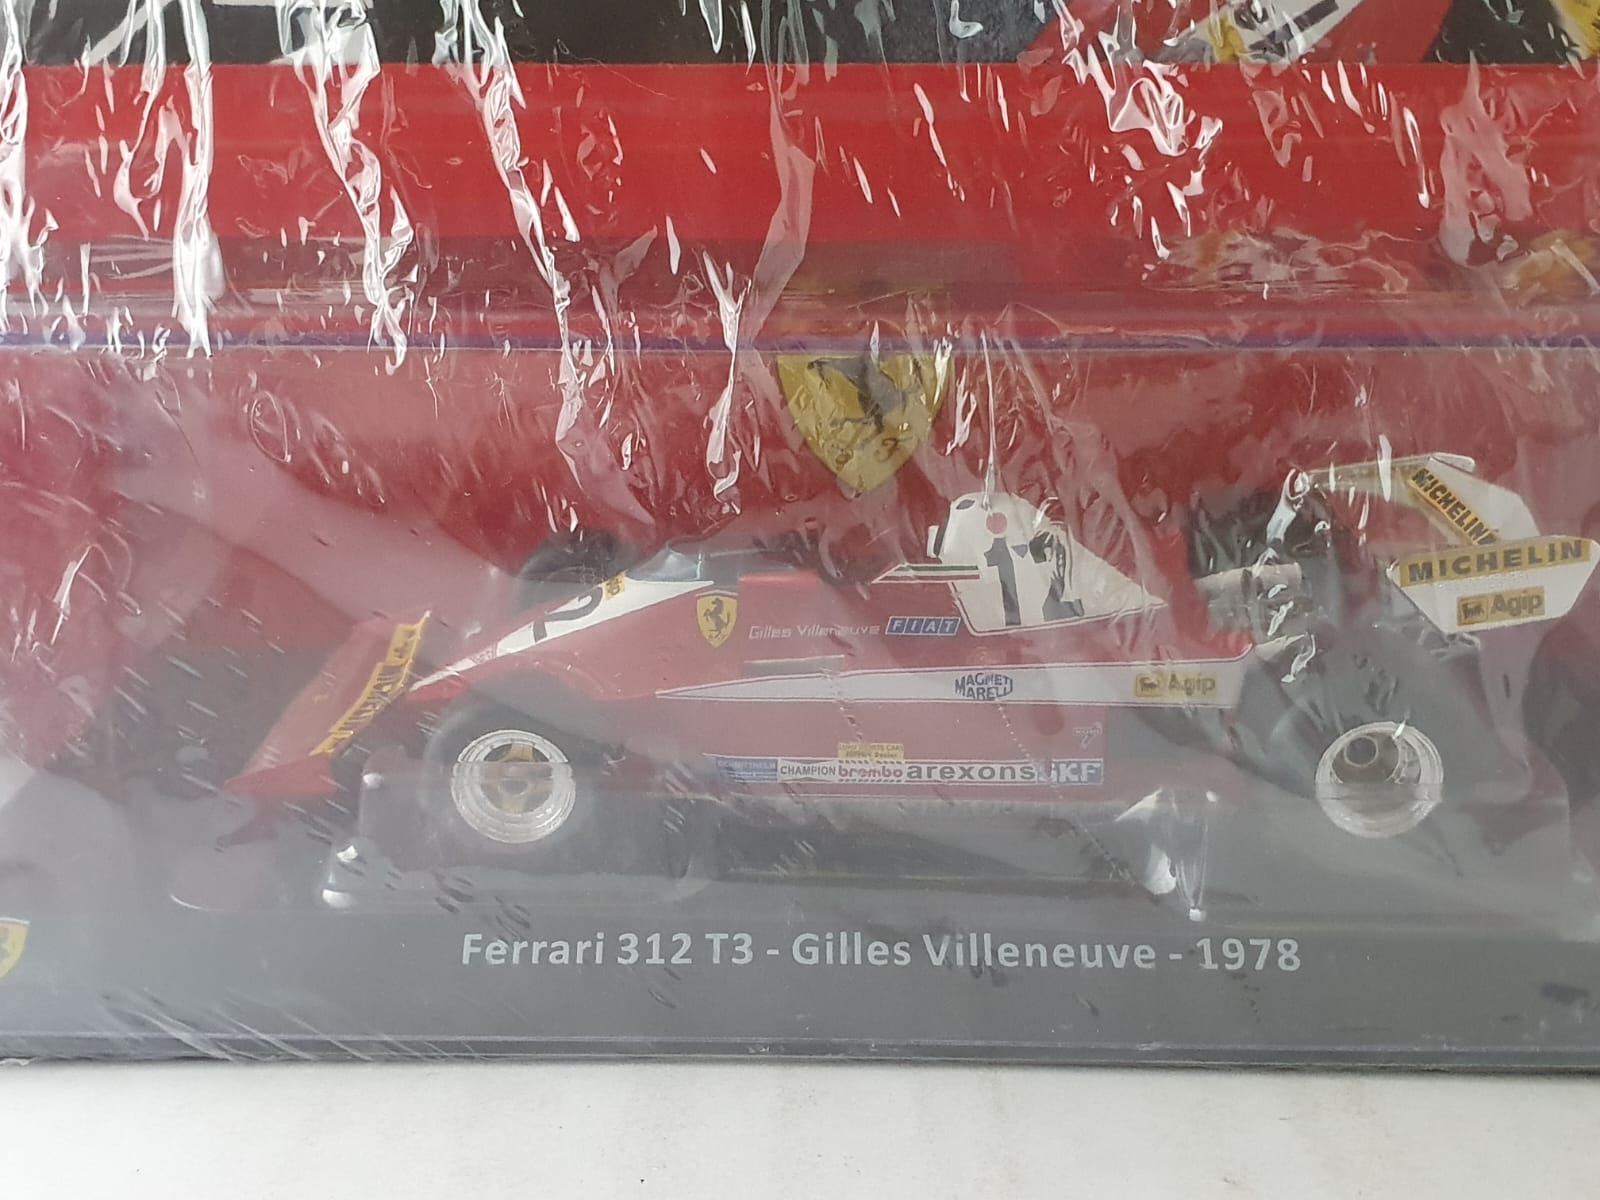 MICHELIN
MICHELIN
Agip
12
Gilles Villeneuve FIAT
MAGNETI
MARELLI
Agip
CHAMPION brembo arexons SKF
Ferrari 312 T3 - Gilles Villeneuve - 1978